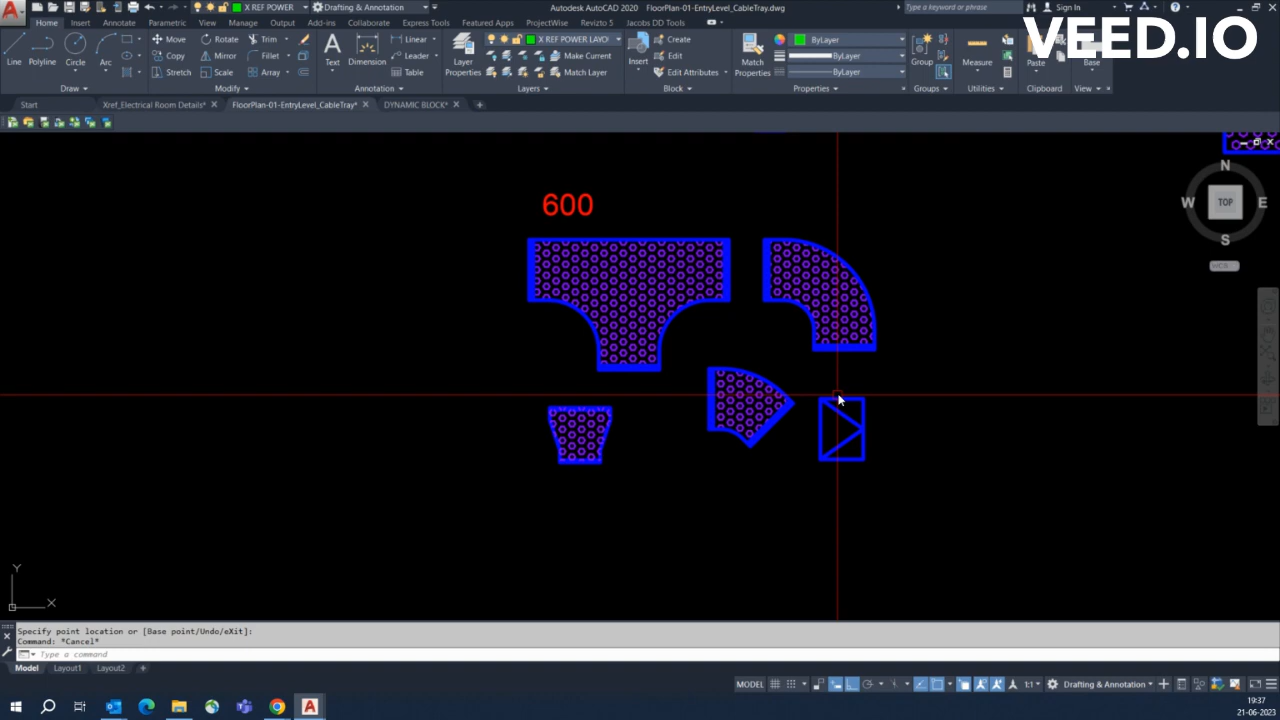 X REF POWER
Drafting & Annotation
Autodesk AutoCAD 2020 FloorPlan-01-EntryLevel_CableTray.dwg
Type a keyword or phrase
Sign In
VEED.IO
Home Insert Annotate Parametric View Manage Output Add-ins Collaborate Express Tools Featured Apps ProjectWise Revizto 5 Jacobs DD Tools
Line Polyline Circle Arc
Move Rotate Trim
Copy Mirror Fillet
Stretch Scale Array
Text Dimension
Linear
Leader
Table
Layer Properties
X REF POWER LAYOU
Make Current
Match Layer
Insert
Create
Edit
Edit Attributes
Match Properties
ByLayer
ByLayer
ByLayer
Group Measure Paste Base
Draw Modify Annotation Layers Block Properties Groups Utilities Clipboard View
Start Xref_Electrical Room Details* FloorPlan-01-EntryLevel_CableTray* DYNAMIC BLOCK*
600
N
W TOP E
S
Y
X
Specify point location or [Base point/Undo/eXit]:
Command: *Cancel*
Type a command
Model Layout1 Layout2
MODEL 1:1 Drafting & Annotation
19:37
21-06-2023